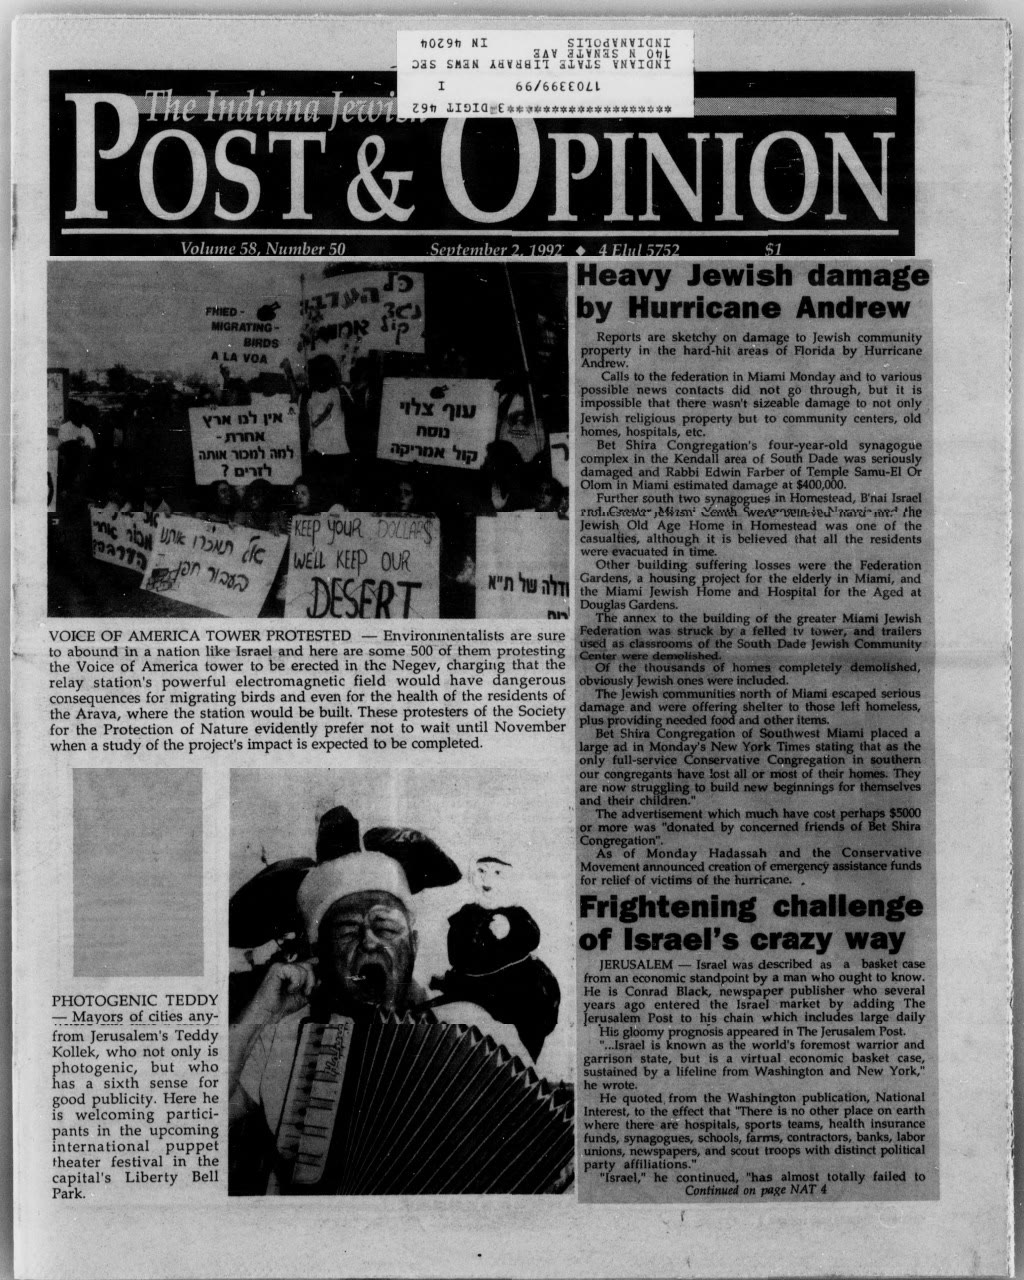 ********************3-DIGIT 462
1703399/99 I
INDIANA STATE LIBRARY NEWS SEC
140 N SENATE AVE
INDIANAPOLIS IN 46204
The Indiana Jewish
POST & OPINION
Volume 58, Number 50 September 2, 1992 ◆ 4 Elul 5752 $1
FRIED -
MIGRATING -
BIRDS
A LA VOA
כל
הערבה
קול
אין לנו ארץ
אחרת -
למה למכור אותה
לזרים ?
עוף צלוי
נוסח
קול אמריקה
אל תמכרו אותנו
בעבור חפן
KEEP YOUR DOLLAR$
WE'LL KEEP OUR
DESERT
של ת"א
VOICE OF AMERICA TOWER PROTESTED — Environmentalists are sure
to abound in a nation like Israel and here are some 500 of them protesting
the Voice of America tower to be erected in the Negev, charging that the
relay station's powerful electromagnetic field would have dangerous
consequences for migrating birds and even for the health of the residents of
the Arava, where the station would be built. These protesters of the Society
for the Protection of Nature evidently prefer not to wait until November
when a study of the project's impact is expected to be completed.
PHOTOGENIC TEDDY
— Mayors of cities any-
from Jerusalem's Teddy
Kollek, who not only is
photogenic, but who
has a sixth sense for
good publicity. Here he
is welcoming partici-
pants in the upcoming
international puppet
theater festival in the
capital's Liberty Bell
Park.
Heavy Jewish damage
by Hurricane Andrew
Reports are sketchy on damage to Jewish community
property in the hard-hit areas of Florida by Hurricane
Andrew.
Calls to the federation in Miami Monday and to various
possible news contacts did not go through, but it is
impossible that there wasn't sizeable damage to not only
Jewish religious property but to community centers, old
homes, hospitals, etc.
Bet Shira Congregation's four-year-old synagogue
complex in the Kendall area of South Dade was seriously
damaged and Rabbi Edwin Farber of Temple Samu-El Or
Olom in Miami estimated damage at $400,000.
Further south two synagogues in Homestead, B'nai Israel
and Greater Miami Youth were the
Jewish Old Age Home in Homestead was one of the
casualties, although it is believed that all the residents
were evacuated in time.
Other building suffering losses were the Federation
Gardens, a housing project for the elderly in Miami, and
the Miami Jewish Home and Hospital for the Aged at
Douglas Gardens.
The annex to the building of the greater Miami Jewish
Federation was struck by a felled tv tower, and trailers
used as classrooms of the South Dade Jewish Community
Center were demolished.
Of the thousands of homes completely demolished,
obviously Jewish ones were included.
The Jewish communities north of Miami escaped serious
damage and were offering shelter to those left homeless,
plus providing needed food and other items.
Bet Shira Congregation of Southwest Miami placed a
large ad in Monday's New York Times stating that as the
only full-service Conservative Congregation in southern
our congregants have lost all or most of their homes. They
are now struggling to build new beginnings for themselves
and their children."
The advertisement which much have cost perhaps $5000
or more was "donated by concerned friends of Bet Shira
Congregation".
As of Monday Hadassah and the Conservative
Movement announced creation of emergency assistance funds
for relief of victims of the hurricane.
Frightening challenge
of Israel's crazy way
JERUSALEM — Israel was described as a basket case
from an economic standpoint by a man who ought to know.
He is Conrad Black, newspaper publisher who several
years ago entered the Israel market by adding The
Jerusalem Post to his chain which includes large daily
His gloomy prognosis appeared in The Jerusalem Post.
"...Israel is known as the world's foremost warrior and
garrison state, but is a virtual economic basket case,
sustained by a lifeline from Washington and New York,"
he wrote.
He quoted from the Washington publication, National
Interest, to the effect that "There is no other place on earth
where there are hospitals, sports teams, health insurance
funds, synagogues, schools, farms, contractors, banks, labor
unions, newspapers, and scout troops with distinct political
party affiliations."
"Israel," he continued, "has almost totally failed to
Continued on page NAT 4